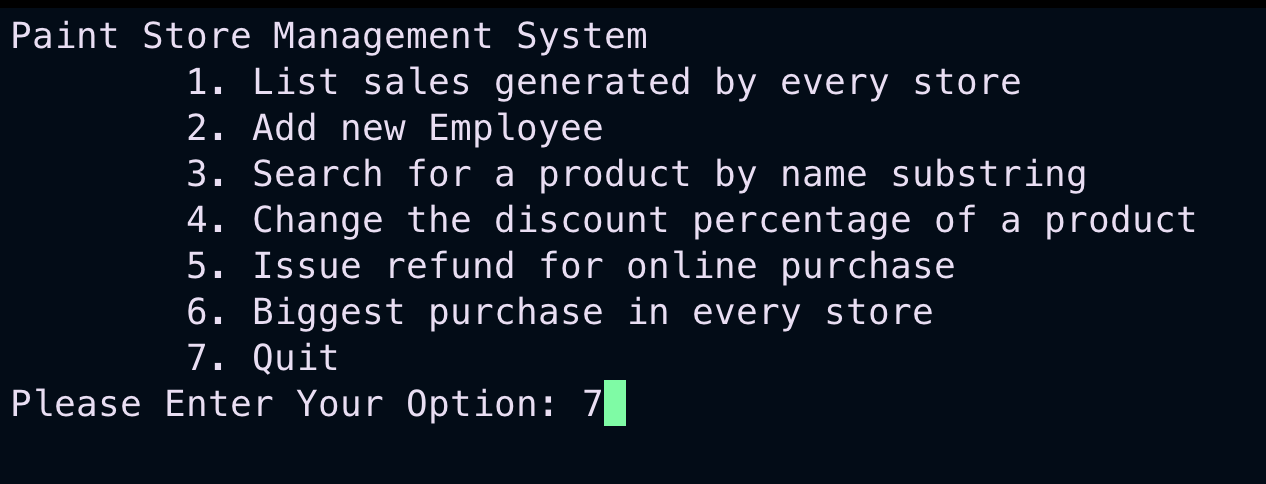 Paint Store Management System
1. List sales generated by every store
2. Add new Employee
3. Search for a product by name substring
4. Change the discount percentage of a product
5. Issue refund for online purchase
6. Biggest purchase in every store
7. Quit
Please Enter Your Option: 7